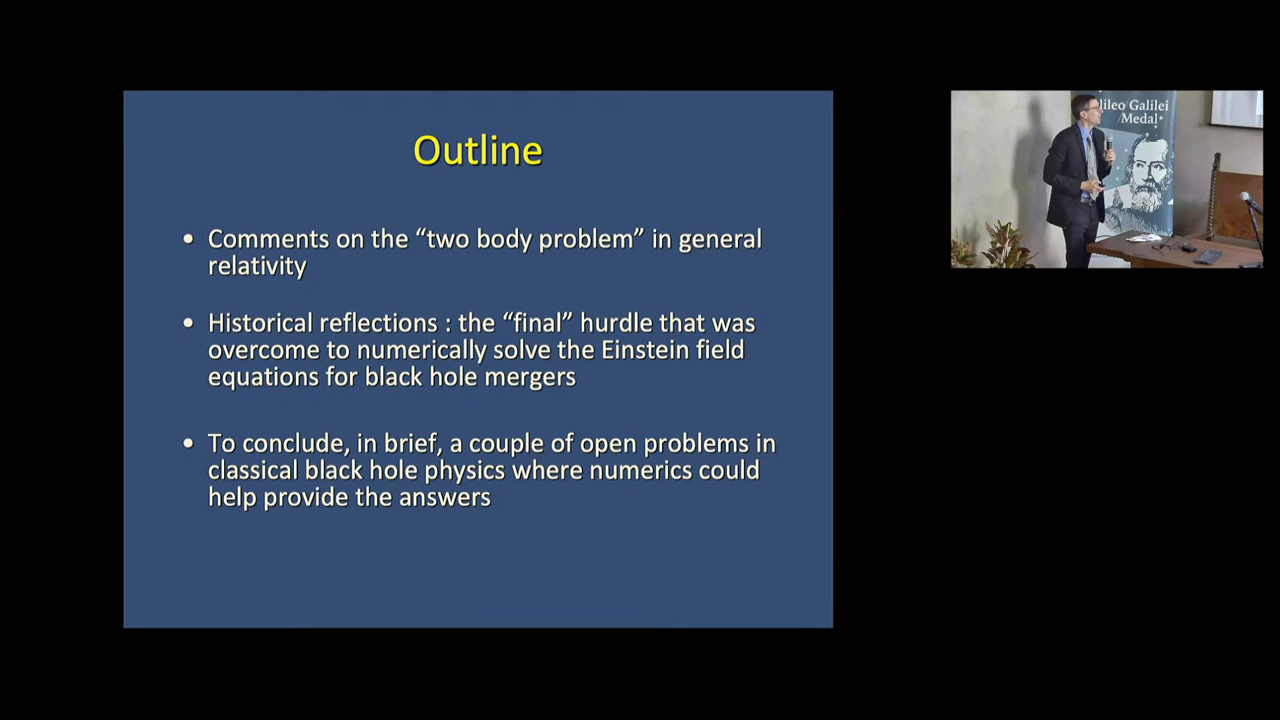 Outline
• Comments on the “two body problem” in general
relativity
• Historical reflections : the “final” hurdle that was
overcome to numerically solve the Einstein field
equations for black hole mergers
• To conclude, in brief, a couple of open problems in
classical black hole physics where numerics could
help provide the answers
ileo Galilei
Medal